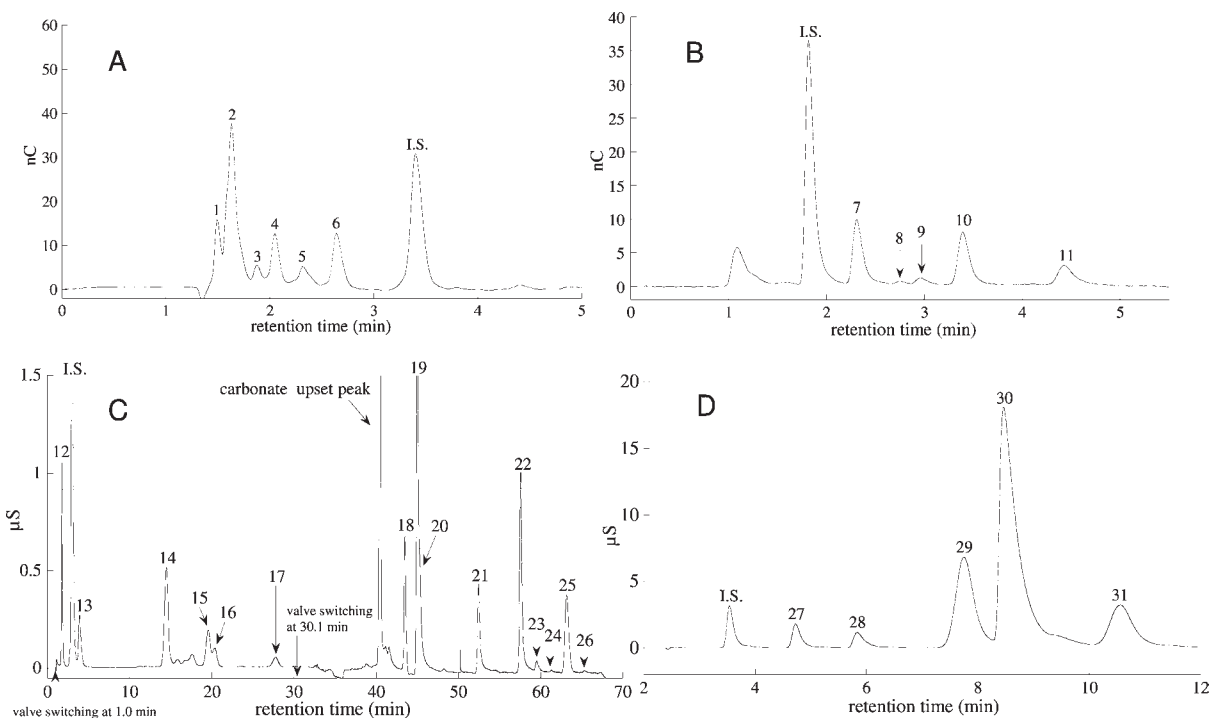 A
60
50
40
30
20
10
0
nC
1
2
3
4
5
6
I.S.
0 1 2 3 4 5
retention time (min)
B
40
35
30
25
20
15
10
5
0
nC
I.S.
7
8
9
10
11
0 1 2 3 4 5
retention time (min)
C
1.5
1
0.5
0
µS
I.S.
12
13
14
15
16
17
valve switching
at 30.1 min
carbonate upset peak
18
19
20
21
22
23
24
25
26
0 10 20 30 40 50 60 70
valve switching at 1.0 min
retention time (min)
D
20
15
10
5
0
µS
I.S.
27
28
29
30
31
2 4 6 8 10 12
retention time (min)